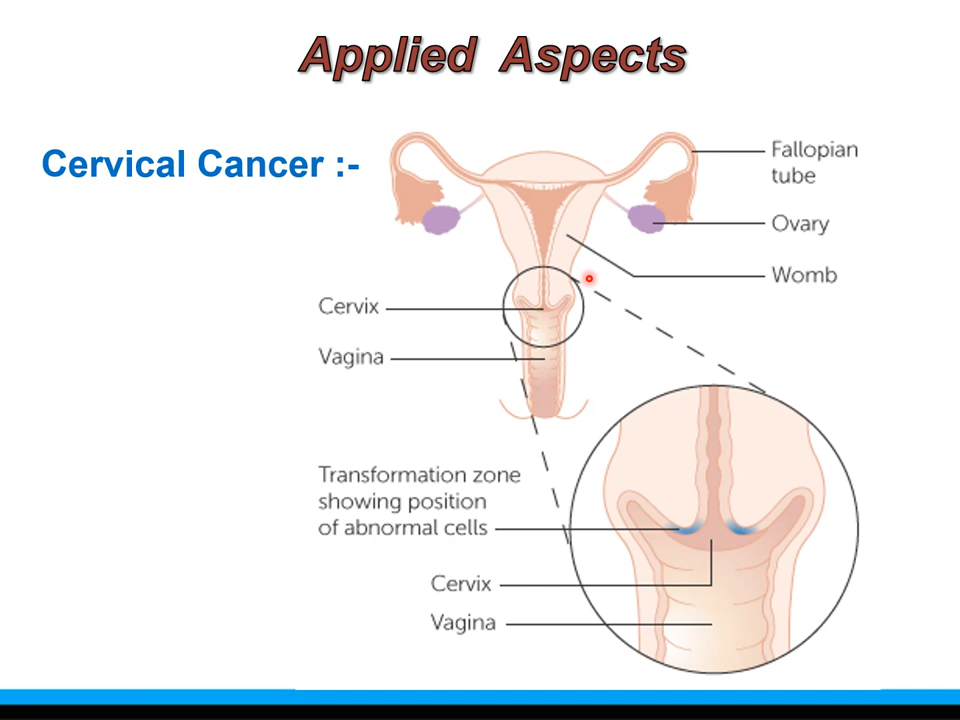 Applied Aspects
Cervical Cancer :-
Fallopian
tube
Ovary
Womb
Cervix
Vagina
Transformation zone
showing position
of abnormal cells
Cervix
Vagina